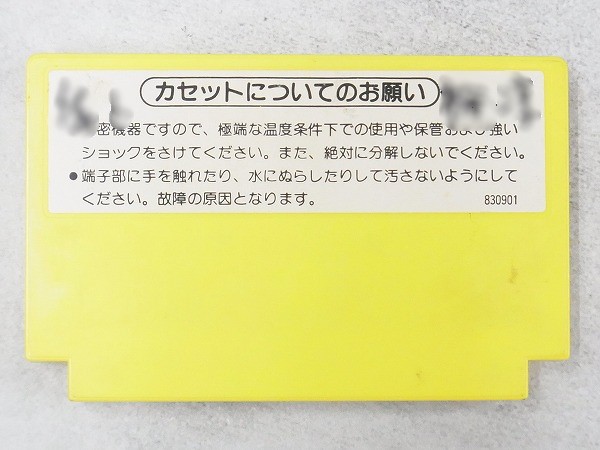 カセットについてのお願い
密機器ですので、極端な温度条件下での使用や保管および強い
ショックをさけてください。また、絶対に分解しないでください。
●端子部に手を触れたり、水にぬらしたりして汚さないようにして
ください。故障の原因となります。
830901